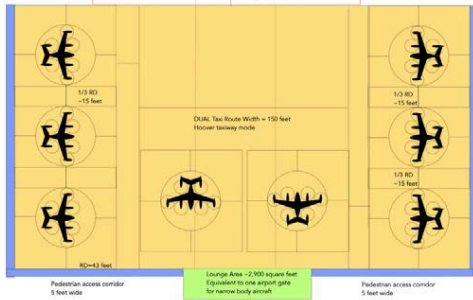 1/3 RD
~15 feet
1/3 RD
~15 feet
DUAL Taxi Route Width = 150 feet
Hoover taxiway mode
1/3 RD
~15 feet
RD=43 feet
Pedestrian access corridor
5 feet wide
Lounge Area ~2,900 square feet
Equivalent to one airport gate
for narrow body aircraft
Pedestrian access corridor
5 feet wide